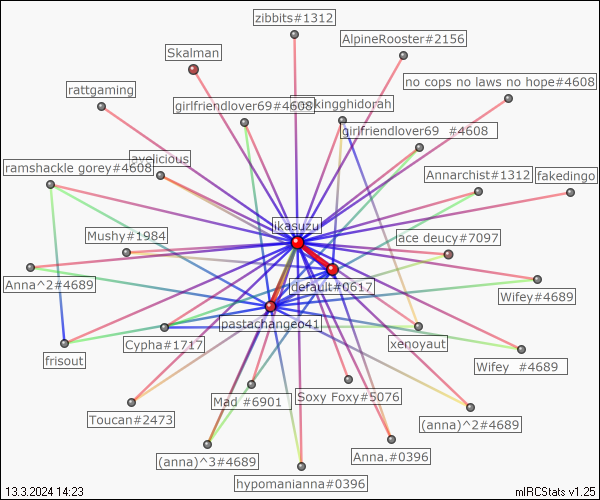 zibbits#1312
AlpineRooster#2156
Skalman
no cops no laws no hope#4608
rattgaming
girlfriendlover69#4608
kingghidorah
girlfriendlover69 #4608
ramshackle gorey#4608
Annarchist#1312
fakedingo
ikasuzu
Mushy#1984
lace deucy#7097
Anna^2#4689
default#0617
Wifey#4689
pastachangeo41
Cypha#1717
xenoyaut
frisout
Wifey #4689
Mad #6901
Soxy Foxy#5076
Toucan#2473
(anna)^2#4689
(anna)^3#4689
Anna.#0396
hypomanianna#0396
13.3.2024 14:23
mIRCStats v1.25